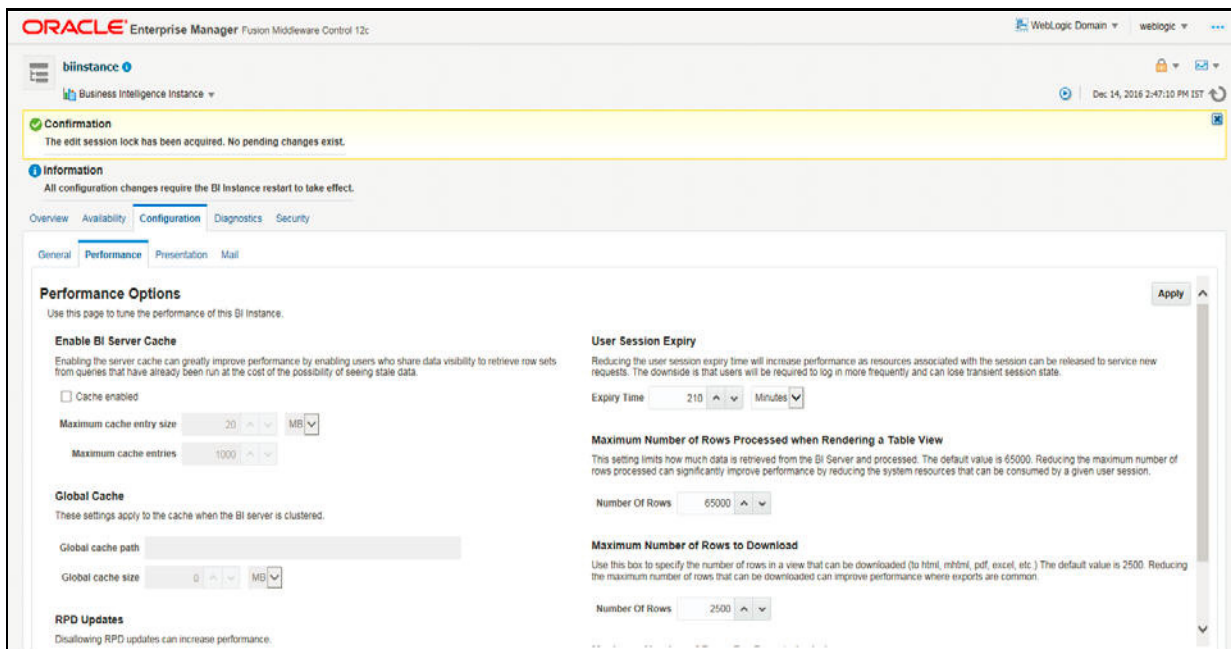 ORACLE Enterprise Manager Fusion Middleware Control 12c
WebLogic Domain
weblogic
biinstance
Business Intelligence Instance
Dec 14, 2016 2:47:10 PM IST
Confirmation
The edit session lock has been acquired. No pending changes exist.
Information
All configuration changes require the BI Instance restart to take effect.
Overview Availability Configuration Diagnostics Security
General Performance Presentation Mail
Performance Options
Apply
Use this page to tune the performance of this BI Instance.
Enable BI Server Cache
Enabling the server cache can greatly improve performance by enabling users who share data visibility to retrieve row sets
from queries that have already been run at the cost of the possibility of seeing stale data.
Cache enabled
Maximum cache entry size 20 MB
Maximum cache entries 1000
Global Cache
These settings apply to the cache when the BI server is clustered.
Global cache path
Global cache size 0 MB
RPD Updates
Disallowing RPD updates can increase performance.
User Session Expiry
Reducing the user session expiry time will increase performance as resources associated with the session can be released to service new
requests. The downside is that users will be required to log in more frequently and can lose transient session state.
Expiry Time 210 Minutes
Maximum Number of Rows Processed when Rendering a Table View
This setting limits how much data is retrieved from the BI Server and processed. The default value is 65000. Reducing the maximum number of
rows processed can significantly improve performance by reducing the system resources that can be consumed by a given user session.
Number Of Rows 65000
Maximum Number of Rows to Download
Use this box to specify the number of rows in a view that can be downloaded (to html, mhtml, pdf, excel, etc.) The default value is 2500. Reducing
the maximum number of rows that can be downloaded can improve performance where exports are common.
Number Of Rows 2500